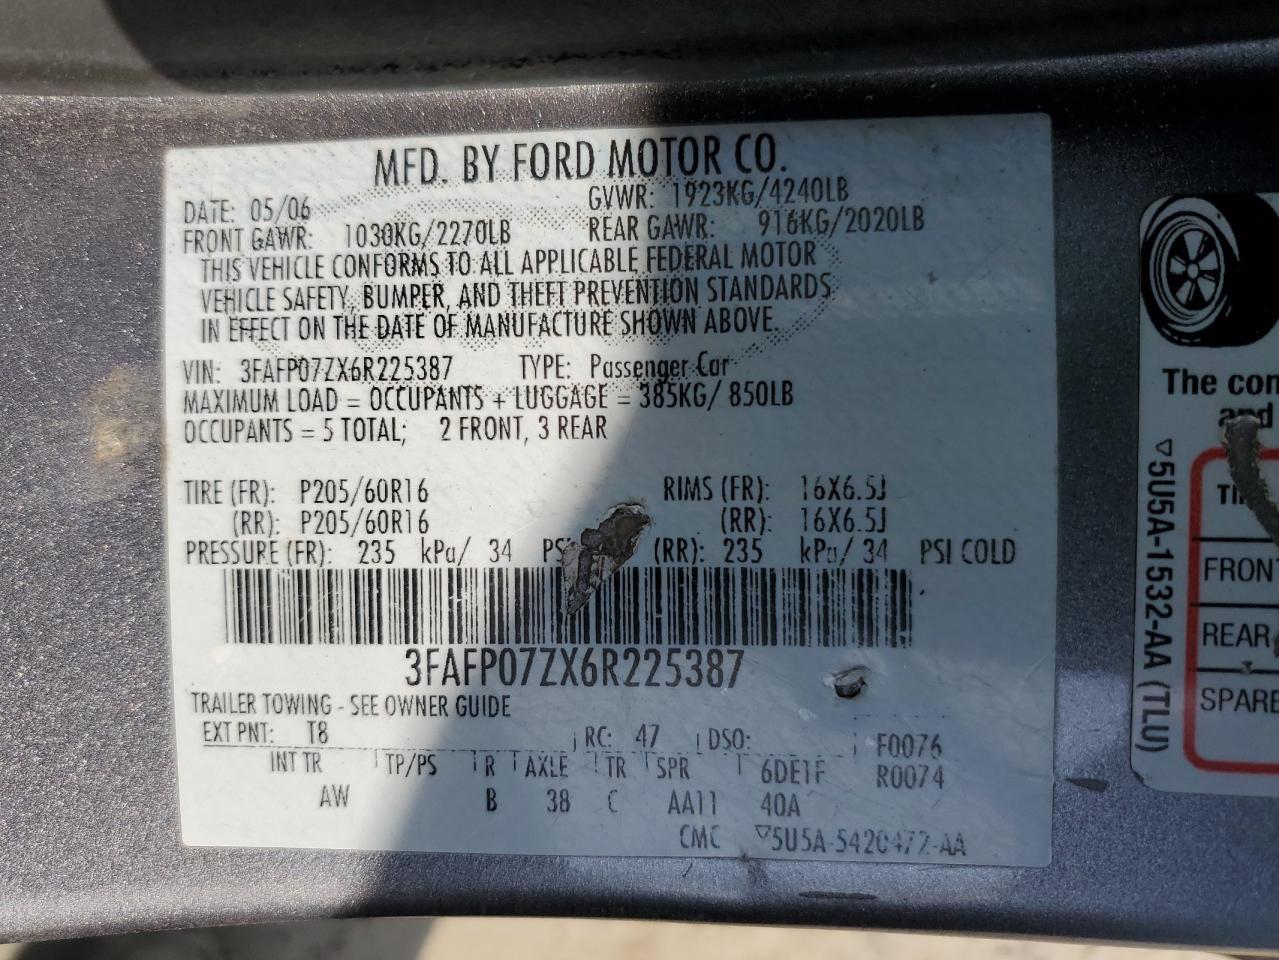 MFD. BY FORD MOTOR CO.
DATE: 05/06 GVWR: 1923KG/4240LB
FRONT GAWR: 1030KG/2270LB REAR GAWR: 916KG/2020LB
THIS VEHICLE CONFORMS TO ALL APPLICABLE FEDERAL MOTOR
VEHICLE SAFETY, BUMPER, AND THEFT PREVENTION STANDARDS
IN EFFECT ON THE DATE OF MANUFACTURE SHOWN ABOVE.
VIN: 3FAFP07ZX6R225387 TYPE: Passenger Car
MAXIMUM LOAD = OCCUPANTS + LUGGAGE = 385KG/ 850LB
OCCUPANTS = 5 TOTAL; 2 FRONT, 3 REAR
TIRE (FR): P205/60R16 RIMS (FR): 16X6.5J
(RR): P205/60R16 (RR): 16X6.5J
PRESSURE (FR): 235 kPa/ 34 PSI (RR): 235 kPa/ 34 PSI COLD
3FAFP07ZX6R225387
TRAILER TOWING - SEE OWNER GUIDE
EXT PNT: T8 RC: 47 DSO: F0076
INT TR TP/PS R AXLE TR SPR 6DE1F R0074
AW B 38 C AA11 40A
CMC 5U5A-5420472-AA
The con
and
TI
FRONT
REAR
SPARE
5U5A-1532-AA (TLU)